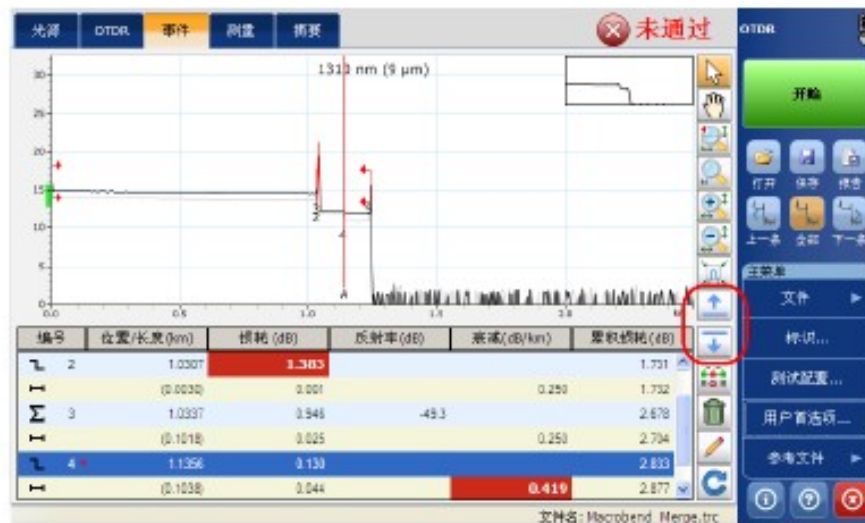 光源 OTDR 事件 测量 摘要 未通过
1310 nm (9 µm)
30
25
20
15
10
5
0
0.0 0.5 1.0 1.5 2.0
编号 位置/长度(km) 损耗 (dB) 反射率(dB) 衰减(dB/km) 累积损耗(dB)
2 1.0307 1.383 1.731
(0.0030) 0.001 0.250 1.732
3 1.0337 0.946 -49.3 2.678
(0.1018) 0.025 0.250 2.704
4 1.1356 0.130 2.833
(0.1038) 0.044 0.419 2.877
文件名: Macrobend_Merge.trc
OTDR
开始
打开 保存 报告
上一条 全部 下一条
主菜单
文件
标识...
测试配置...
用户首选项...
参考文件